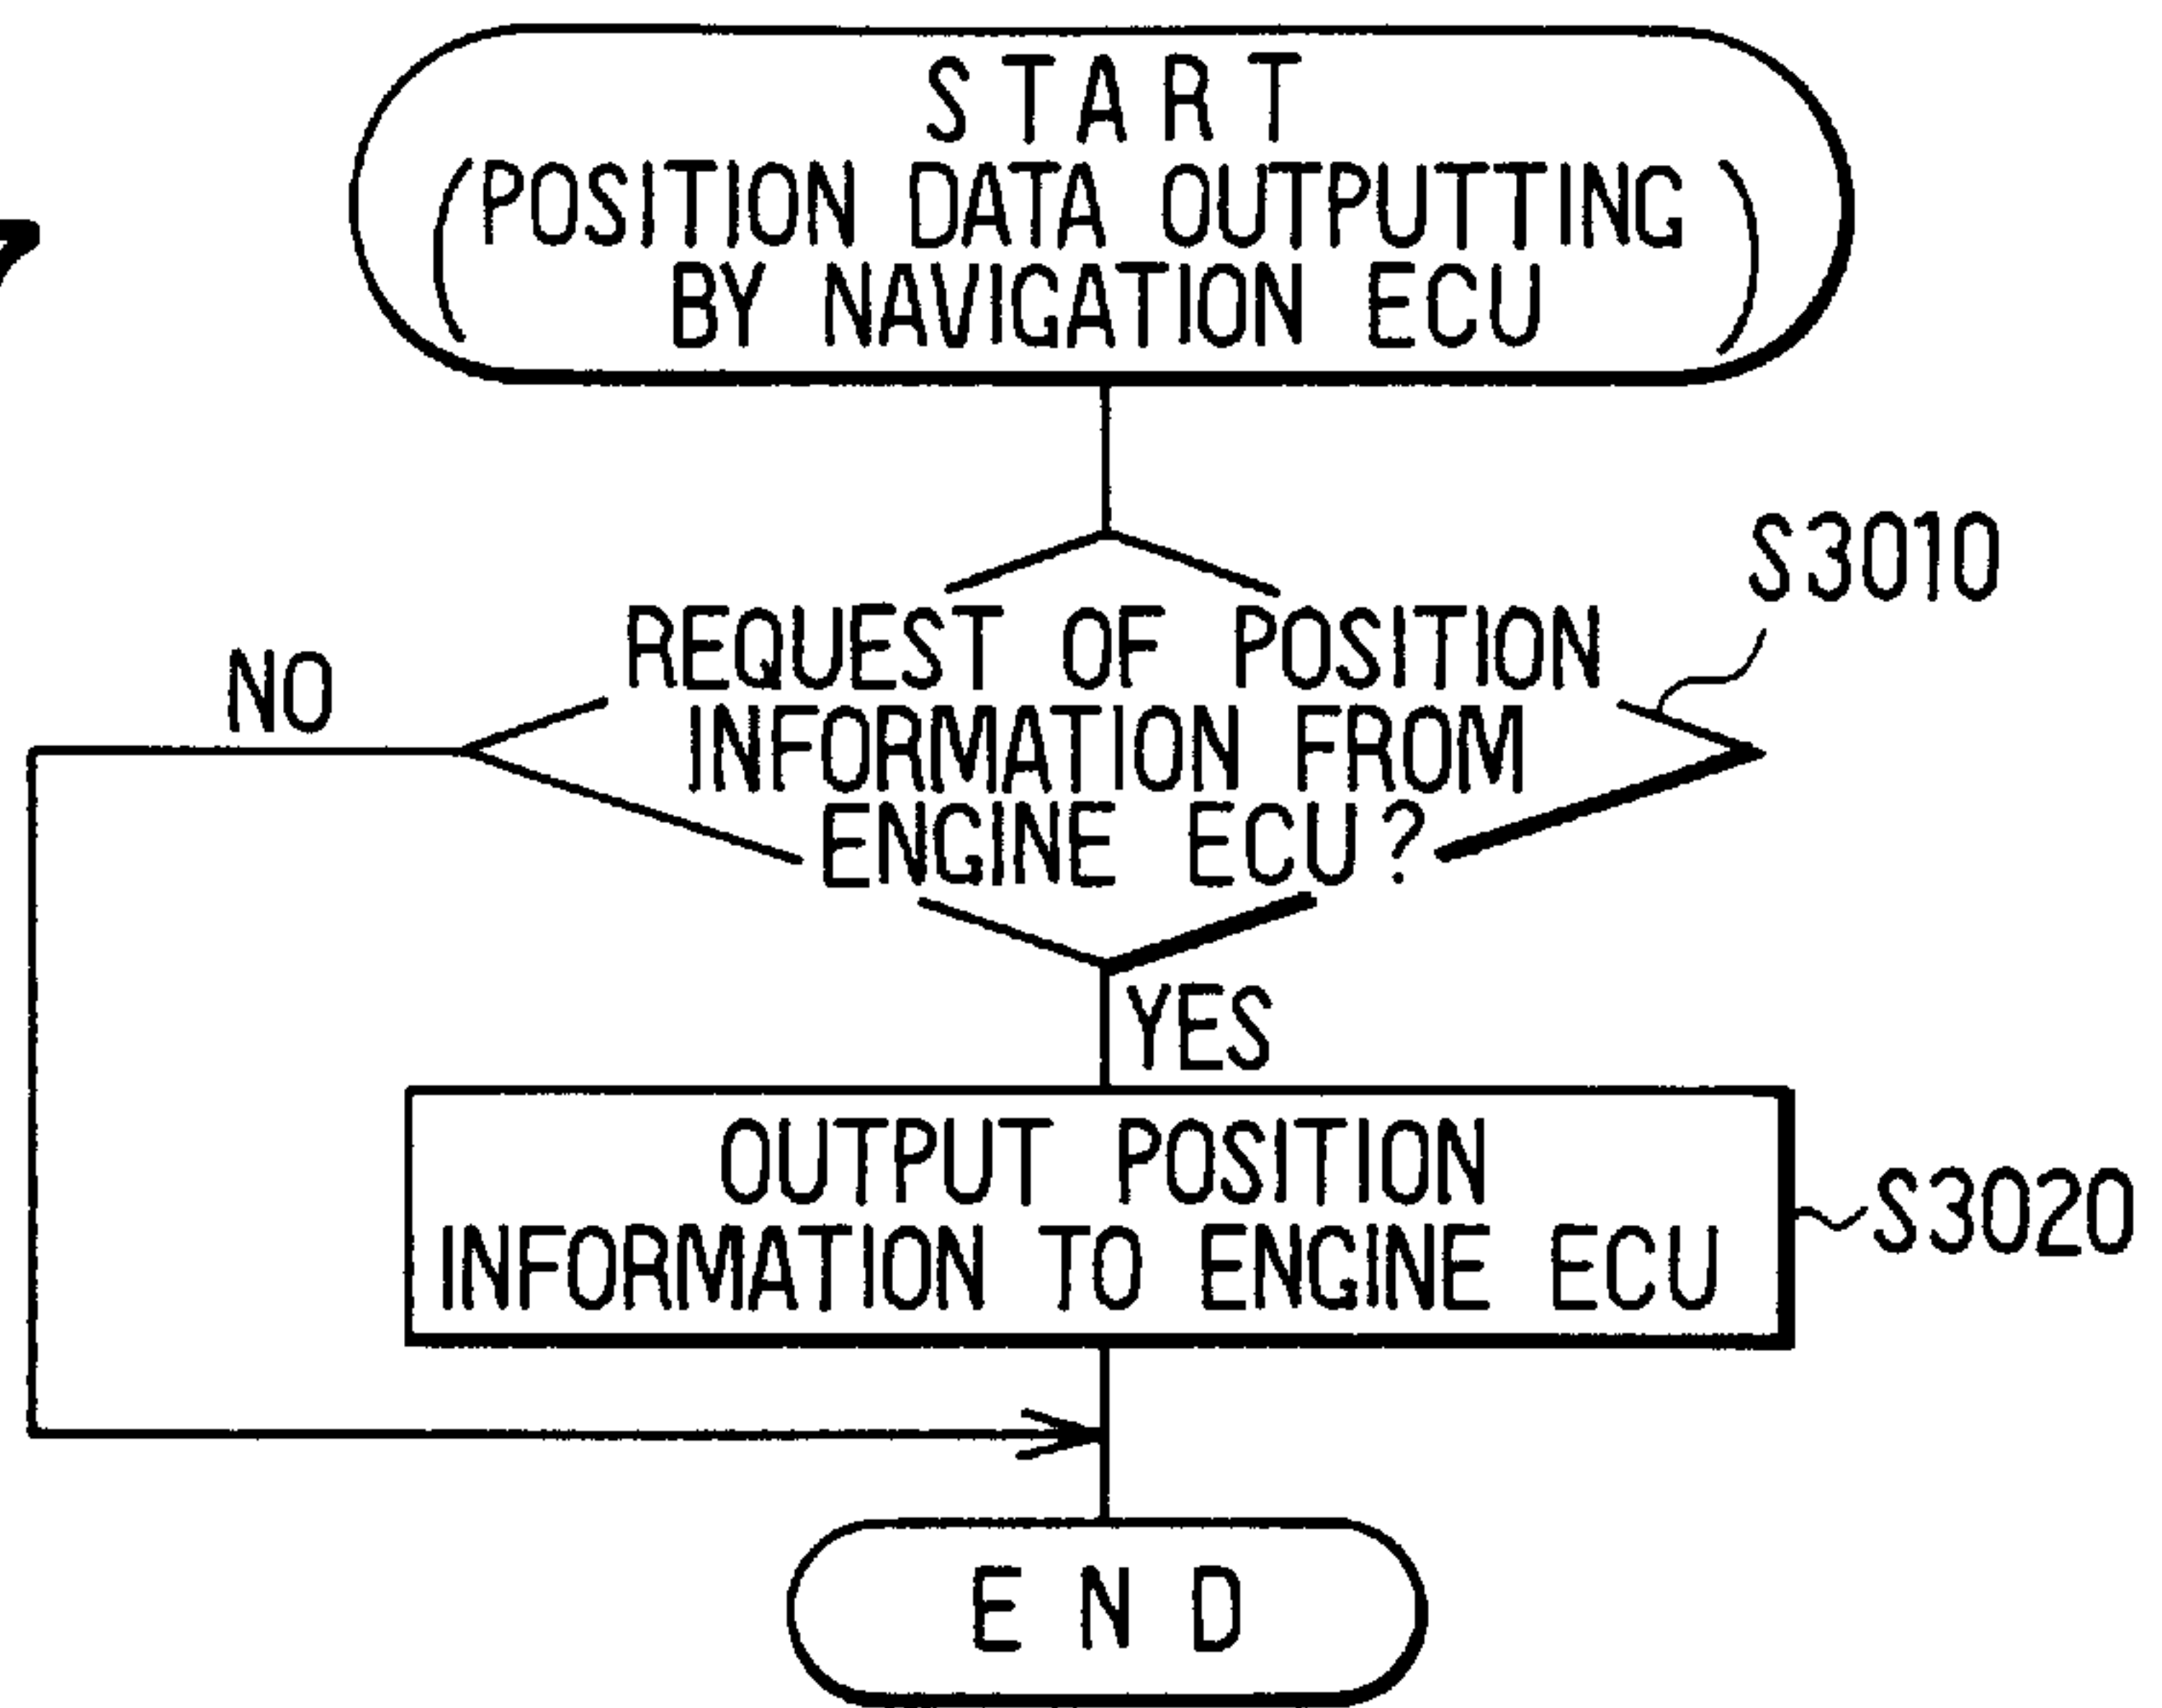 START
(POSITION DATA OUTPUTTING
BY NAVIGATION ECU)
S3010
REQUEST OF POSITION
INFORMATION FROM
ENGINE ECU?
NO
YES
OUTPUT POSITION
INFORMATION TO ENGINE ECU
S3020
END